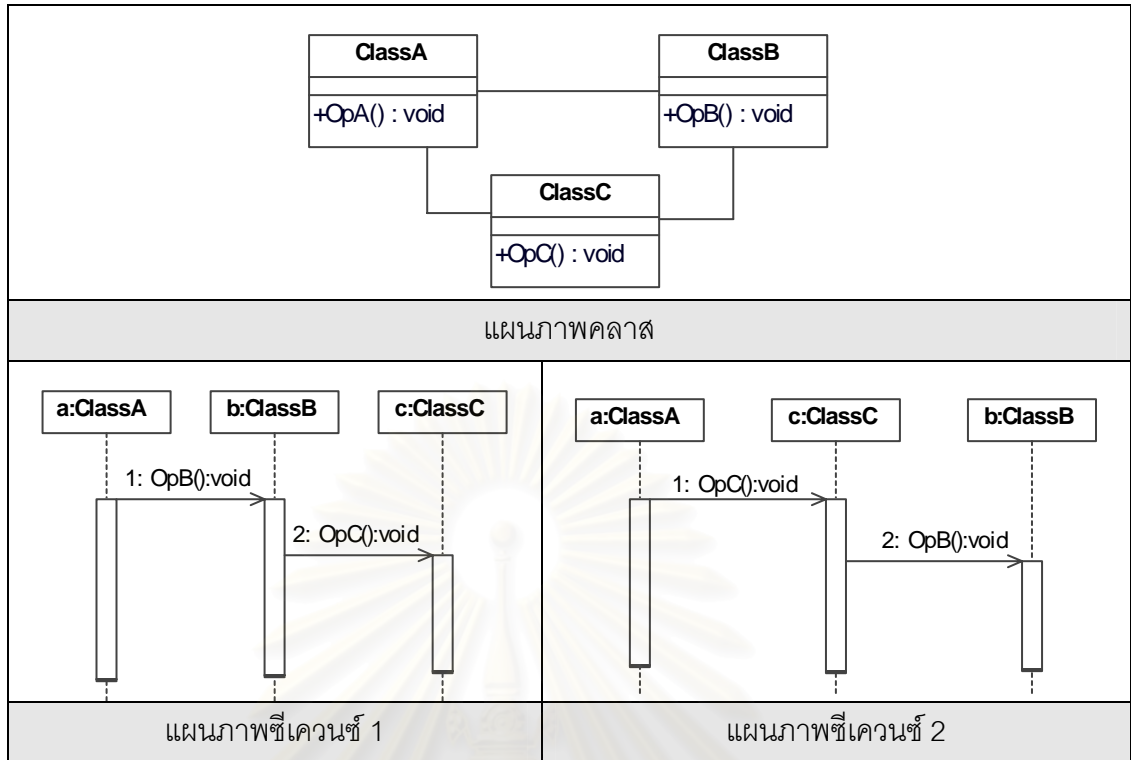 ClassA
+OpA() : void
ClassB
+OpB() : void
ClassC
+OpC() : void
แผนภาพคลาส
a:ClassA
b:ClassB
c:ClassC
1: OpB():void
2: OpC():void
แผนภาพซีเควนซ์ 1
a:ClassA
c:ClassC
b:ClassB
1: OpC():void
2: OpB():void
แผนภาพซีเควนซ์ 2